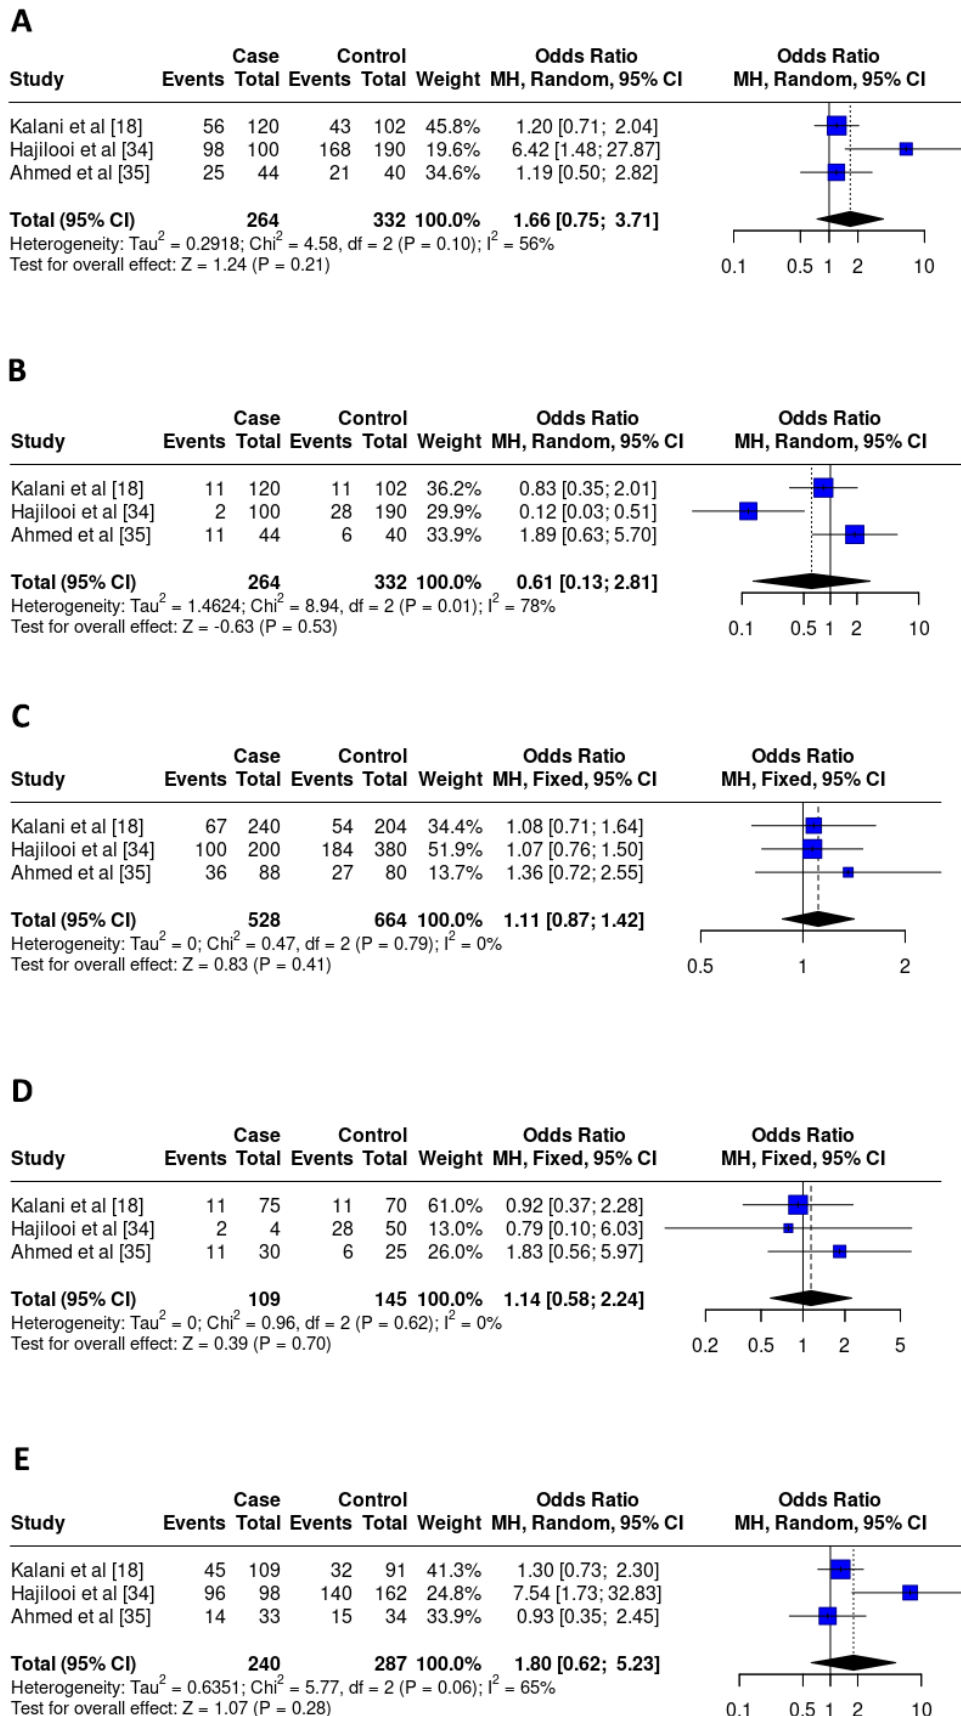 A
Case Control Odds Ratio Odds Ratio
Study Events Total Events Total Weight MH, Random, 95% CI MH, Random, 95% CI
Kalani et al [18] 56 120 43 102 45.8% 1.20 [0.71; 2.04]
Hajilooi et al [34] 98 100 168 190 19.6% 6.42 [1.48; 27.87]
Ahmed et al [35] 25 44 21 40 34.6% 1.19 [0.50; 2.82]
Total (95% CI) 264 332 100.0% 1.66 [0.75; 3.71]
Heterogeneity: Tau² = 0.2918; Chi² = 4.58, df = 2 (P = 0.10); I² = 56%
Test for overall effect: Z = 1.24 (P = 0.21)
0.1 0.5 1 2 10
B
Case Control Odds Ratio Odds Ratio
Study Events Total Events Total Weight MH, Random, 95% CI MH, Random, 95% CI
Kalani et al [18] 11 120 11 102 36.2% 0.83 [0.35; 2.01]
Hajilooi et al [34] 2 100 28 190 29.9% 0.12 [0.03; 0.51]
Ahmed et al [35] 11 44 6 40 33.9% 1.89 [0.63; 5.70]
Total (95% CI) 264 332 100.0% 0.61 [0.13; 2.81]
Heterogeneity: Tau² = 1.4624; Chi² = 8.94, df = 2 (P = 0.01); I² = 78%
Test for overall effect: Z = -0.63 (P = 0.53)
0.1 0.5 1 2 10
C
Case Control Odds Ratio Odds Ratio
Study Events Total Events Total Weight MH, Fixed, 95% CI MH, Fixed, 95% CI
Kalani et al [18] 67 240 54 204 34.4% 1.08 [0.71; 1.64]
Hajilooi et al [34] 100 200 184 380 51.9% 1.07 [0.76; 1.50]
Ahmed et al [35] 36 88 27 80 13.7% 1.36 [0.72; 2.55]
Total (95% CI) 528 664 100.0% 1.11 [0.87; 1.42]
Heterogeneity: Tau² = 0; Chi² = 0.47, df = 2 (P = 0.79); I² = 0%
Test for overall effect: Z = 0.83 (P = 0.41)
0.5 1 2
D
Case Control Odds Ratio Odds Ratio
Study Events Total Events Total Weight MH, Fixed, 95% CI MH, Fixed, 95% CI
Kalani et al [18] 11 75 11 70 61.0% 0.92 [0.37; 2.28]
Hajilooi et al [34] 2 4 28 50 13.0% 0.79 [0.10; 6.03]
Ahmed et al [35] 11 30 6 25 26.0% 1.83 [0.56; 5.97]
Total (95% CI) 109 145 100.0% 1.14 [0.58; 2.24]
Heterogeneity: Tau² = 0; Chi² = 0.96, df = 2 (P = 0.62); I² = 0%
Test for overall effect: Z = 0.39 (P = 0.70)
0.2 0.5 1 2 5
E
Case Control Odds Ratio Odds Ratio
Study Events Total Events Total Weight MH, Random, 95% CI MH, Random, 95% CI
Kalani et al [18] 45 109 32 91 41.3% 1.30 [0.73; 2.30]
Hajilooi et al [34] 96 98 140 162 24.8% 7.54 [1.73; 32.83]
Ahmed et al [35] 14 33 15 34 33.9% 0.93 [0.35; 2.45]
Total (95% CI) 240 287 100.0% 1.80 [0.62; 5.23]
Heterogeneity: Tau² = 0.6351; Chi² = 5.77, df = 2 (P = 0.06); I² = 65%
Test for overall effect: Z = 1.07 (P = 0.28)
0.1 0.5 1 2 10